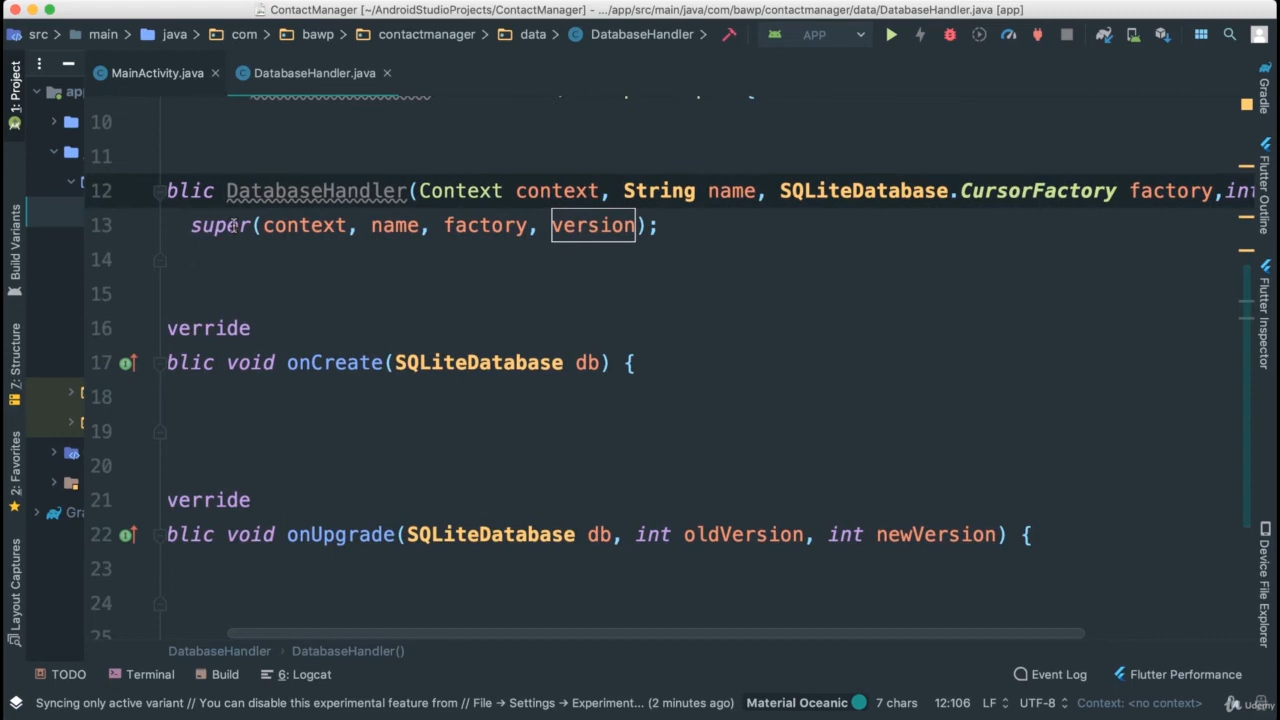 ContactManager [~/AndroidStudioProjects/ContactManager] - .../app/src/main/java/com/bawp/contactmanager/data/DatabaseHandler.java [app]
src main java com bawp contactmanager data DatabaseHandler APP
MainActivity.java DatabaseHandler.java
1: Project
Build Variants
7: Structure
2: Favorites
Layout Captures
app
Gra
10
11
12 blic DatabaseHandler(Context context, String name, SQLiteDatabase.CursorFactory factory,int
13 super(context, name, factory, version);
14
15
16 verride
17 blic void onCreate(SQLiteDatabase db) {
18
19
20
21 verride
22 blic void onUpgrade(SQLiteDatabase db, int oldVersion, int newVersion) {
23
24
25
DatabaseHandler DatabaseHandler()
Gradle
Flutter Outline
Flutter Inspector
Device File Explorer
TODO Terminal Build 6: Logcat Event Log Flutter Performance
Syncing only active variant // You can disable this experimental feature from // File → Settings → Experiment... (2 minutes ago) Material Oceanic 7 chars 12:106 LF UTF-8 Context: <no context>
Udemy